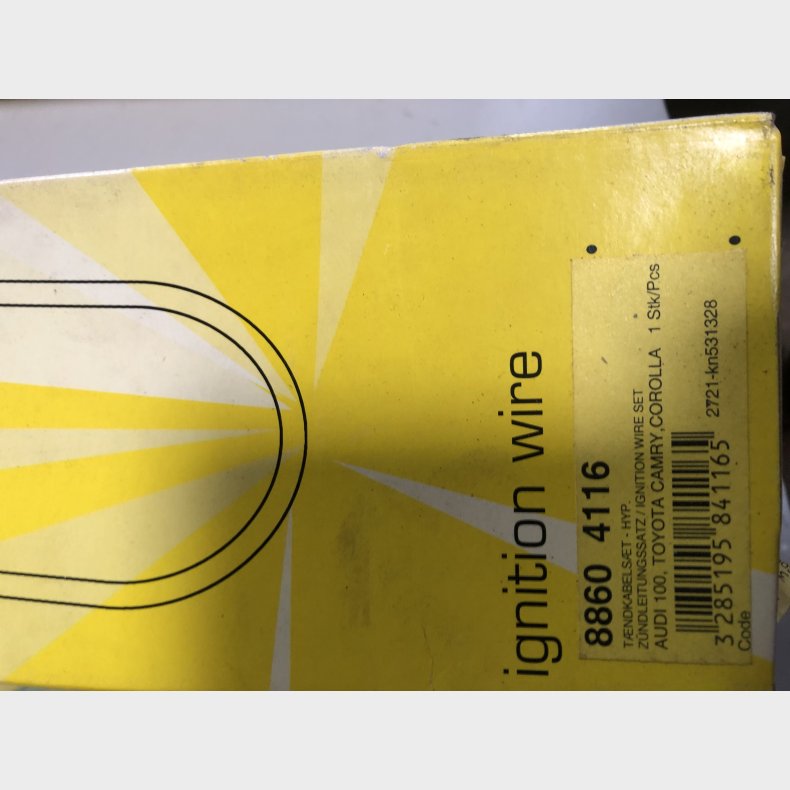 ignition wire
8860 4116
TÆNDKABELSÆT - HYP.
ZÜNDLEITUNGSSATZ / IGNITION WIRE SET
AUDI 100, TOYOTA CAMRY,COROLLA 1 Stk/Pcs
2721-kn531328
3 285195 841165
Code